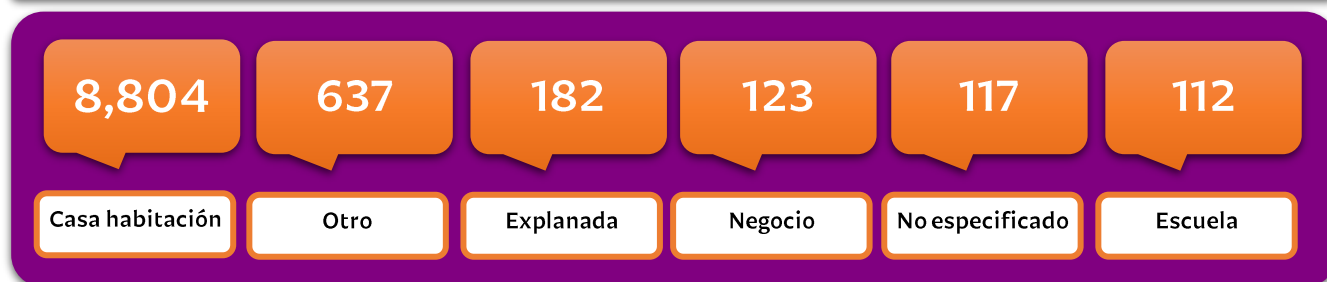 8,804
637
182
123
117
112
Casa habitación
Otro
Explanada
Negocio
No especificado
Escuela